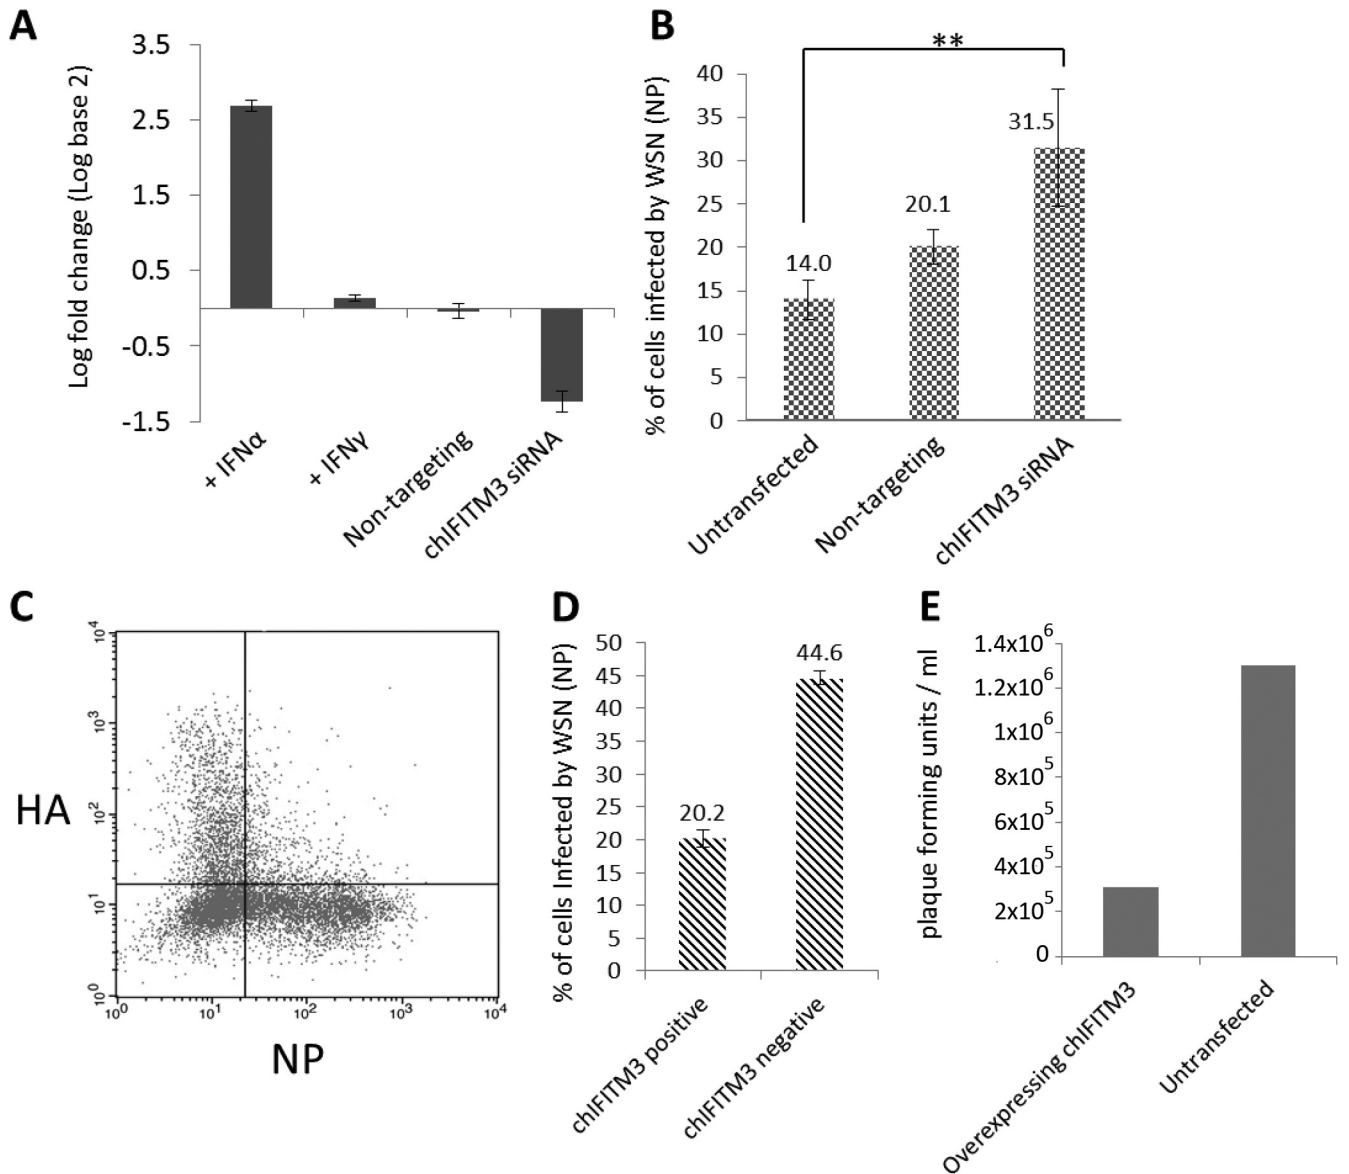 A
Log fold change (Log base 2)
3.5
2.5
1.5
0.5
-0.5
-1.5
+ IFNα
+ IFNγ
Non-targeting
chIFITM3 siRNA
B
% of cells infected by WSN (NP)
40
35
30
25
20
15
10
5
0
**
14.0
20.1
31.5
Untransfected
Non-targeting
chIFITM3 siRNA
C
HA
10^4
10^3
10^2
10^1
10^0
10^0
10^1
10^2
10^3
10^4
NP
D
% of cells Infected by WSN (NP)
50
45
40
35
30
25
20
15
10
5
0
20.2
44.6
chIFITM3 positive
chIFITM3 negative
E
plaque forming units / ml
1.4x10^6
1.2x10^6
1x10^6
8x10^5
6x10^5
4x10^5
2x10^5
0
Overexpressing chIFITM3
Untransfected